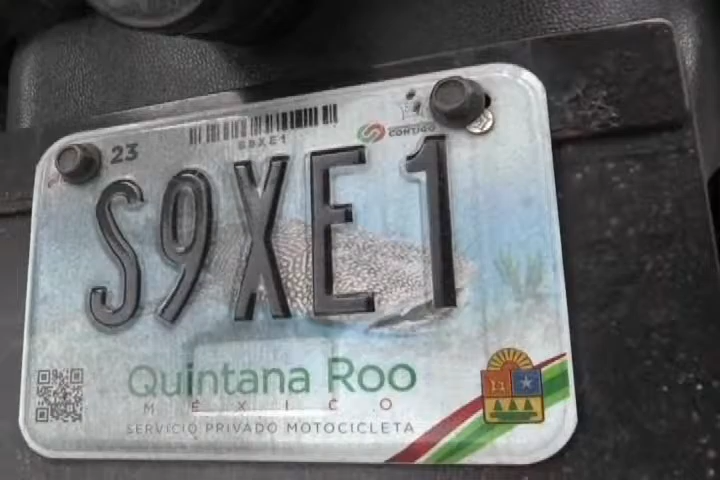 23
S9XE1
CONTIGO
S9XE1
Quintana Roo
MÉXICO
SERVICIO PRIVADO MOTOCICLETA